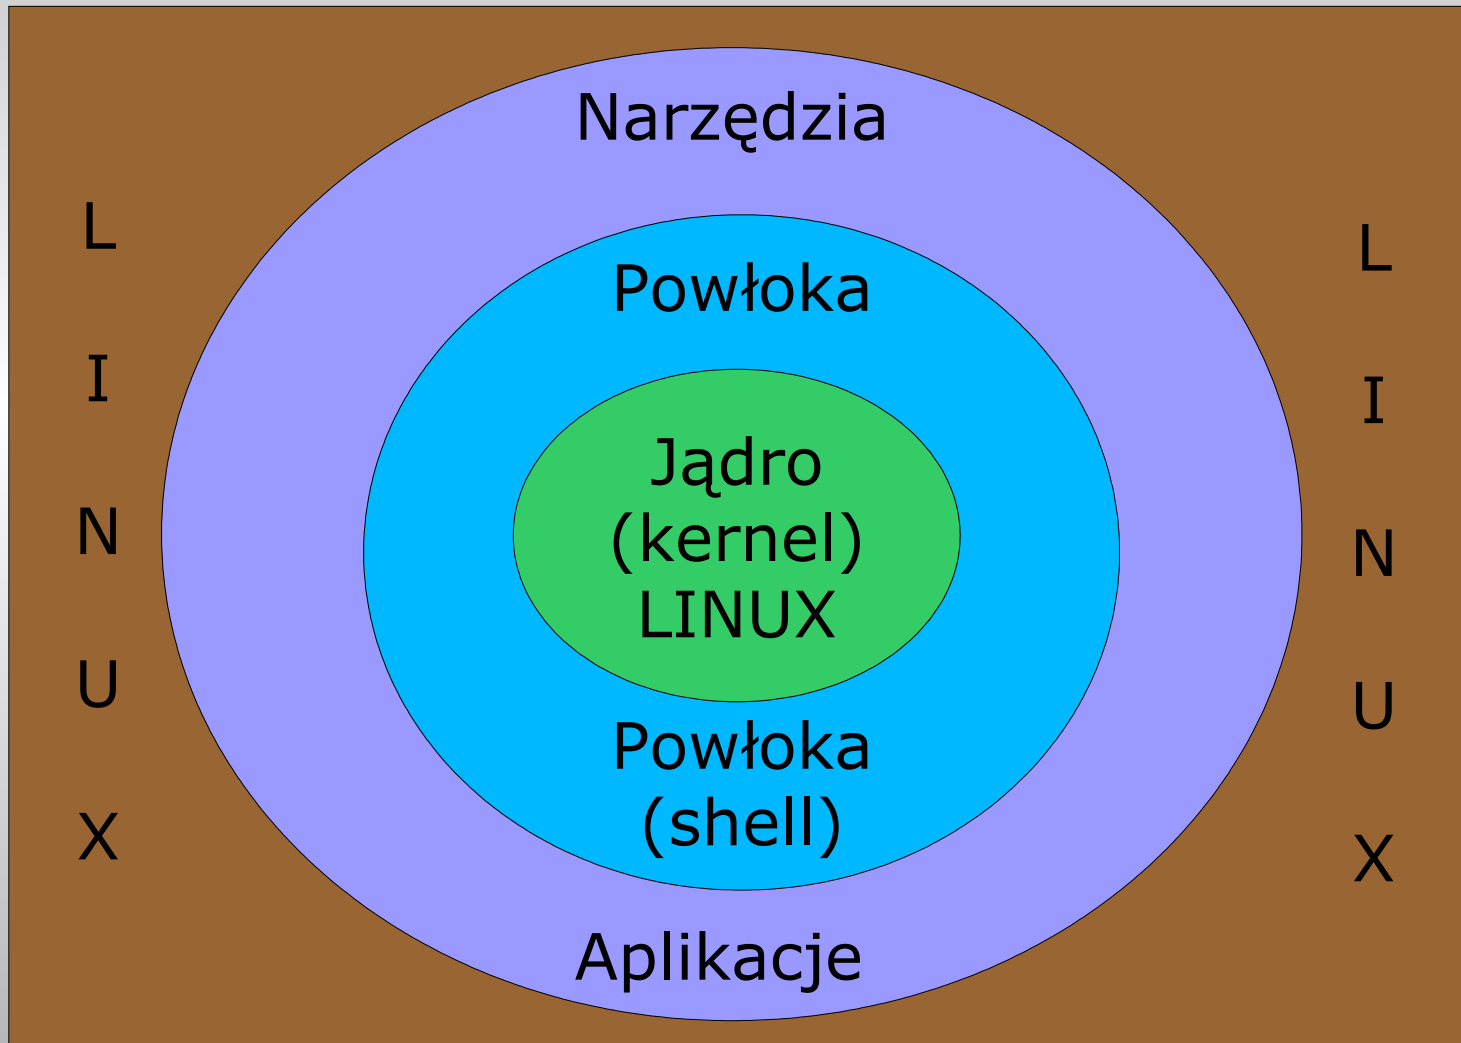 Narzędzia
L
I
N
U
X
Powłoka
Jądro
(kernel)
LINUX
Powłoka
(shell)
Aplikacje
L
I
N
U
X